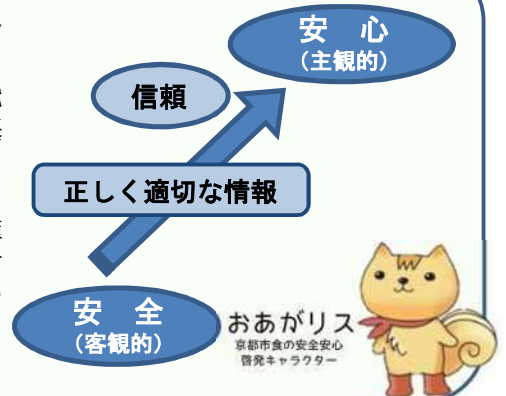 安　心
（主観的）
信頼
正しく適切な情報
安　全
（客観的）
おあがリス
京都市食の安全安心
啓発キャラクター